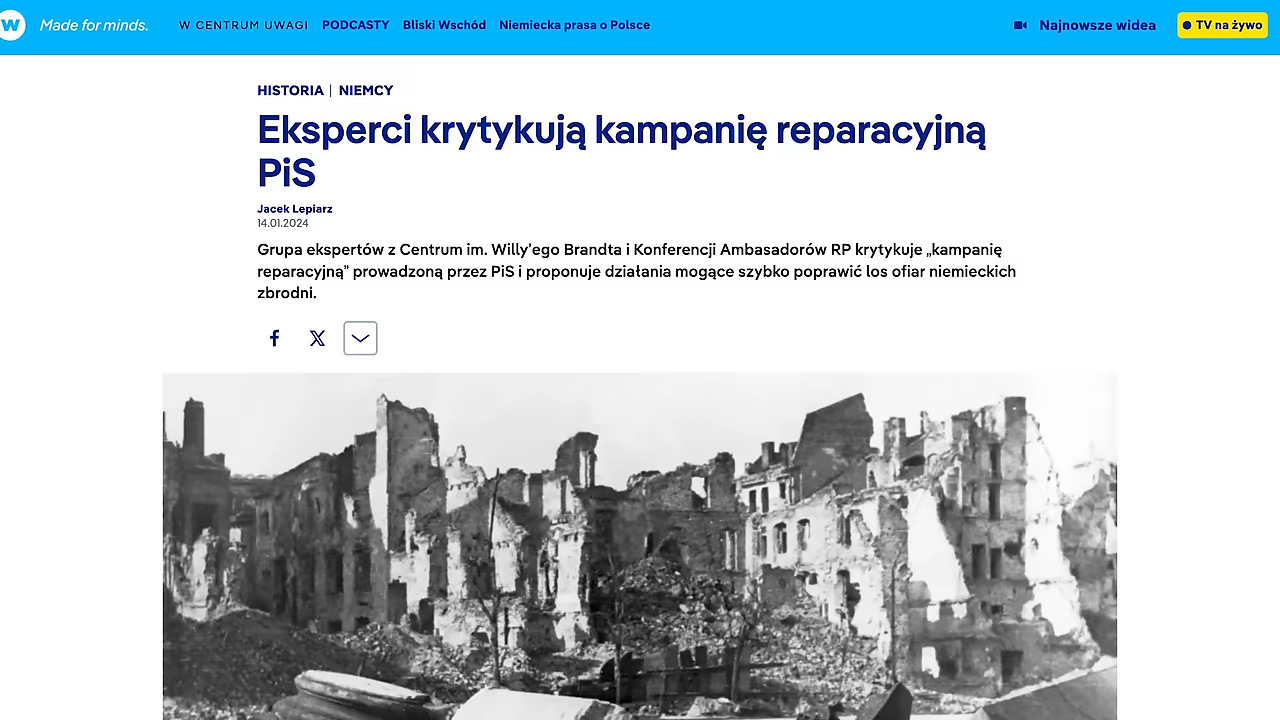 W Made for minds. W CENTRUM UWAGI PODCASTY Bliski Wschód Niemiecka prasa o Polsce Najnowsze widea TV na żywo
HISTORIA | NIEMCY
Eksperci krytykują kampanię reparacyjną
PiS
Jacek Lepiarz
14.01.2024
Grupa ekspertów z Centrum im. Willy'ego Brandta i Konferencji Ambasadorów RP krytykuje „kampanię
reparacyjną” prowadzoną przez PiS i proponuje działania mogące szybko poprawić los ofiar niemieckich
zbrodni.